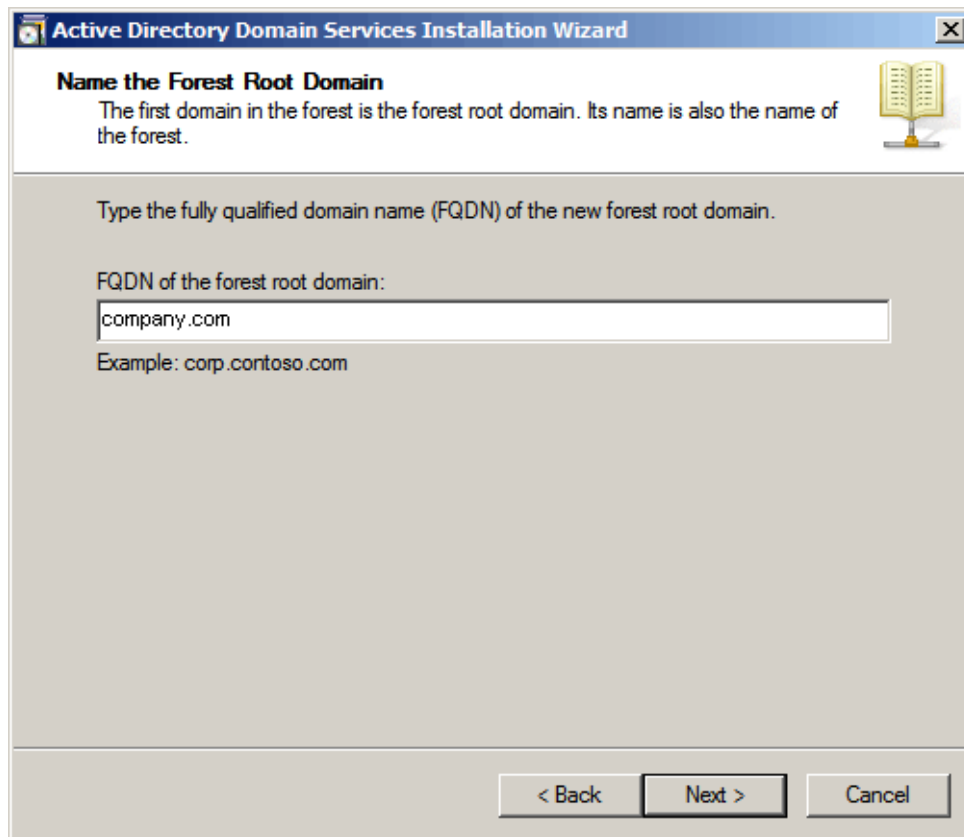 Active Directory Domain Services Installation Wizard
Name the Forest Root Domain
The first domain in the forest is the forest root domain. Its name is also the name of
the forest.
Type the fully qualified domain name (FQDN) of the new forest root domain.
FQDN of the forest root domain:
company.com
Example: corp.contoso.com
< Back Next > Cancel